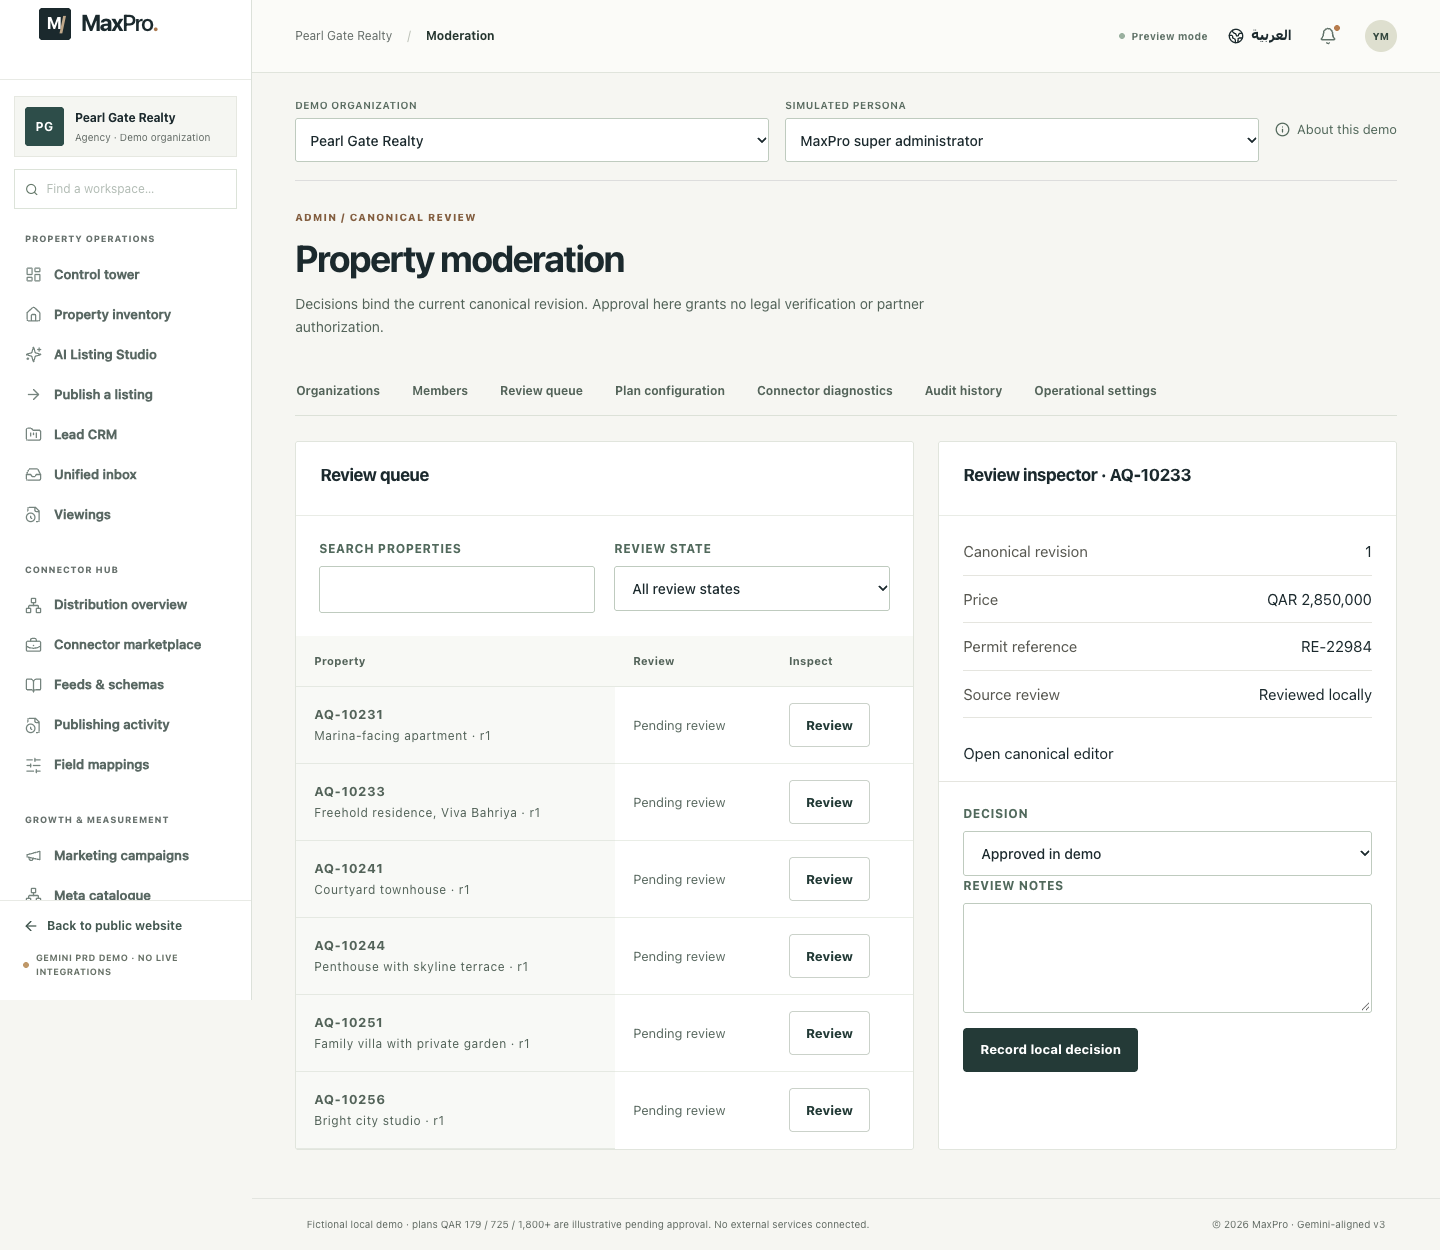 M/ MaxPro.
PG
Pearl Gate Realty
Agency · Demo organization
Find a workspace...
PROPERTY OPERATIONS
Control tower
Property inventory
AI Listing Studio
Publish a listing
Lead CRM
Unified inbox
Viewings
CONNECTOR HUB
Distribution overview
Connector marketplace
Feeds & schemas
Publishing activity
Field mappings
GROWTH & MEASUREMENT
Marketing campaigns
Meta catalogue
Back to public website
GEMINI PRD DEMO · NO LIVE
INTEGRATIONS
Pearl Gate Realty / Moderation
Preview mode
العربية
YM
DEMO ORGANIZATION
Pearl Gate Realty
SIMULATED PERSONA
MaxPro super administrator
About this demo
ADMIN / CANONICAL REVIEW
Property moderation
Decisions bind the current canonical revision. Approval here grants no legal verification or partner
authorization.
Organizations Members Review queue Plan configuration Connector diagnostics Audit history Operational settings
Review queue
SEARCH PROPERTIES
REVIEW STATE
All review states
Property Review Inspect
AQ-10231
Marina-facing apartment · r1
Pending review
Review
AQ-10233
Freehold residence, Viva Bahriya · r1
Pending review
Review
AQ-10241
Courtyard townhouse · r1
Pending review
Review
AQ-10244
Penthouse with skyline terrace · r1
Pending review
Review
AQ-10251
Family villa with private garden · r1
Pending review
Review
AQ-10256
Bright city studio · r1
Pending review
Review
Review inspector · AQ-10233
Canonical revision 1
Price QAR 2,850,000
Permit reference RE-22984
Source review Reviewed locally
Open canonical editor
DECISION
Approved in demo
REVIEW NOTES
Record local decision
Fictional local demo · plans QAR 179 / 725 / 1,800+ are illustrative pending approval. No external services connected.
© 2026 MaxPro · Gemini-aligned v3